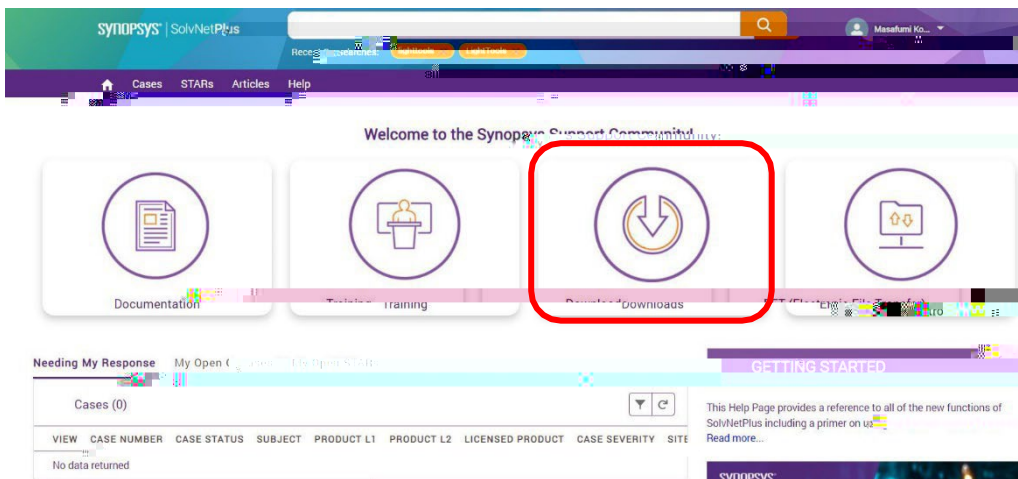 SYNOPSYS® | SolvNetPlus
Masafumi Ko...
LightTools
Cases STARs Articles Help
Welcome to the Synopsys Support Community!
Documentation
Training
Downloads
Needing My Response My Open
Cases (0)
VIEW CASE NUMBER CASE STATUS SUBJECT PRODUCT L1 PRODUCT L2 LICENSED PRODUCT CASE SEVERITY SITE
No data returned
GETTING STARTED
This Help Page provides a reference to all of the new functions of
SolvNetPlus including a primer on
Read more...
SYNOPSYS®